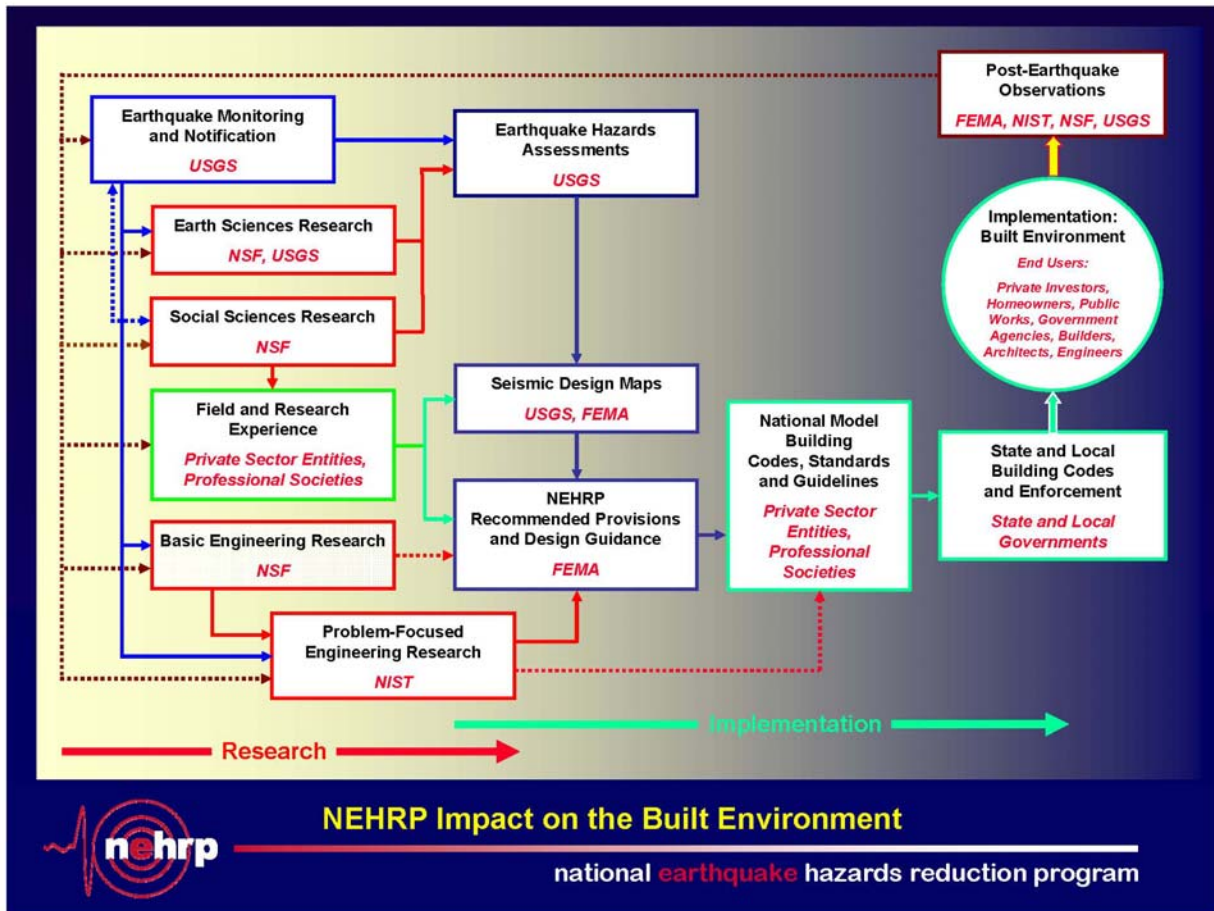 Post-Earthquake
Observations
FEMA, NIST, NSF, USGS
Earthquake Monitoring
and Notification
USGS
Earthquake Hazards
Assessments
USGS
Earth Sciences Research
NSF, USGS
Implementation:
Built Environment
End Users:
Private Investors,
Homeowners, Public
Works, Government
Agencies, Builders,
Architects, Engineers
Social Sciences Research
NSF
Field and Research
Experience
Private Sector Entities,
Professional Societies
Seismic Design Maps
USGS, FEMA
National Model
Building
Codes, Standards
and Guidelines
Private Sector
Entities,
Professional
Societies
State and Local
Building Codes
and Enforcement
State and Local
Governments
NEHRP
Recommended Provisions
and Design Guidance
FEMA
Basic Engineering Research
NSF
Problem-Focused
Engineering Research
NIST
Implementation
Research
NEHRP Impact on the Built Environment
nehrp
national earthquake hazards reduction program